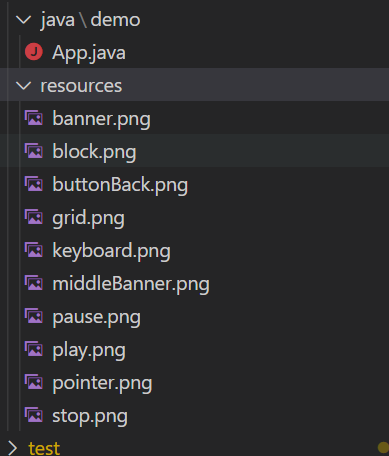 java\demo
J App.java
resources
banner.png
block.png
buttonBack.png
grid.png
keyboard.png
middleBanner.png
pause.png
play.png
pointer.png
stop.png
test